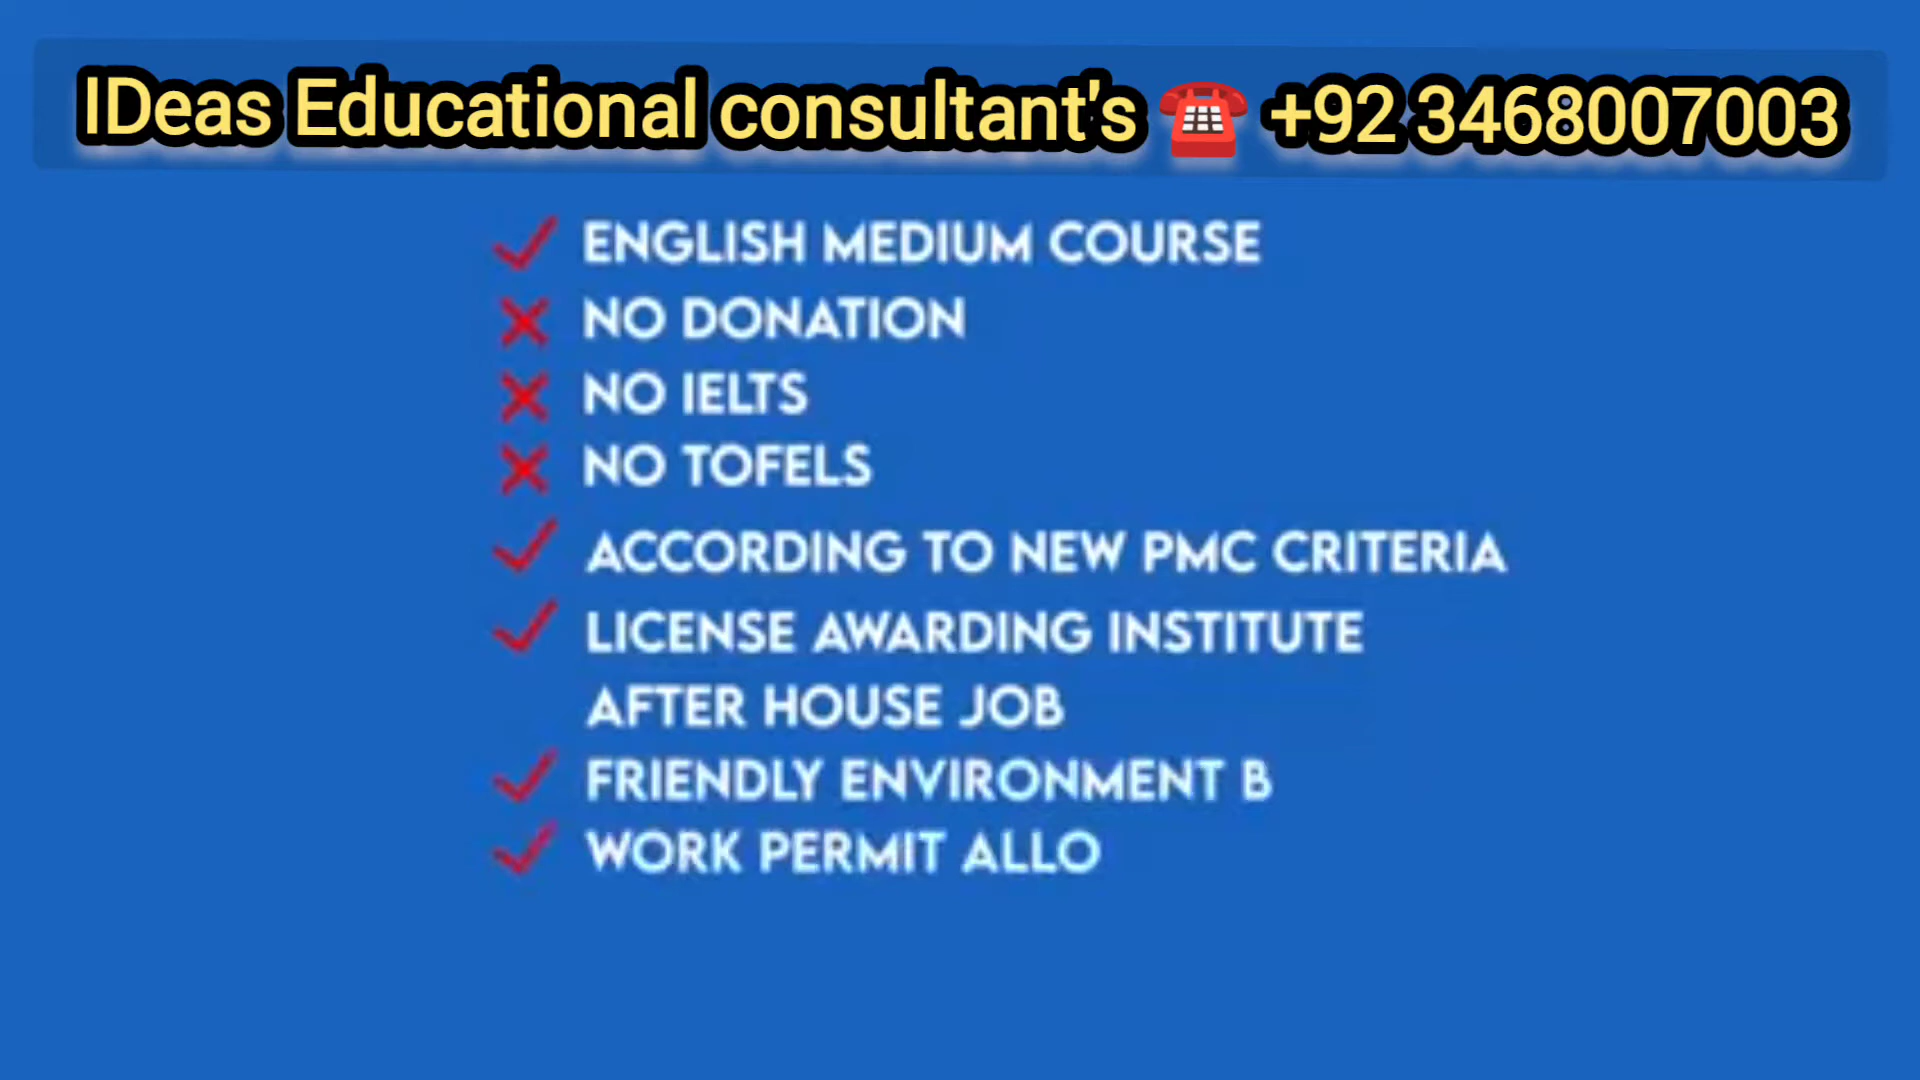 IDeas Educational consultant's ☎️ +92 3468007003
ENGLISH MEDIUM COURSE
NO DONATION
NO IELTS
NO TOFELS
ACCORDING TO NEW PMC CRITERIA
LICENSE AWARDING INSTITUTE
AFTER HOUSE JOB
FRIENDLY ENVIRONMENT B
WORK PERMIT ALLO